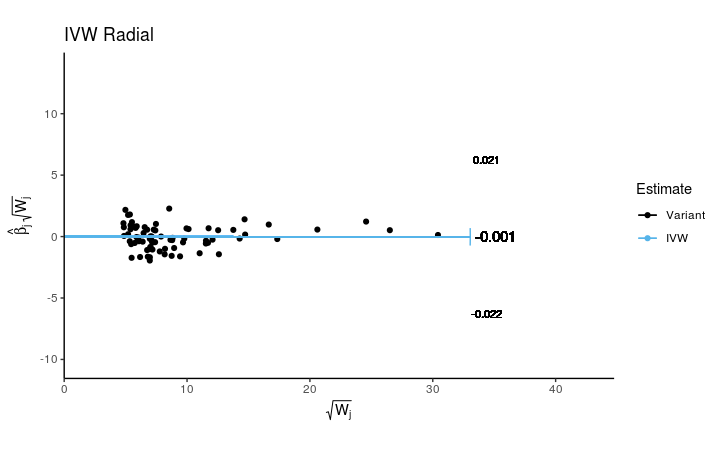 IVW Radial
10
5
0
-5
-10
β̂j√Wj
0.021
-0.001
-0.022
0
10
20
30
40
√Wj
Estimate
Variant
IVW